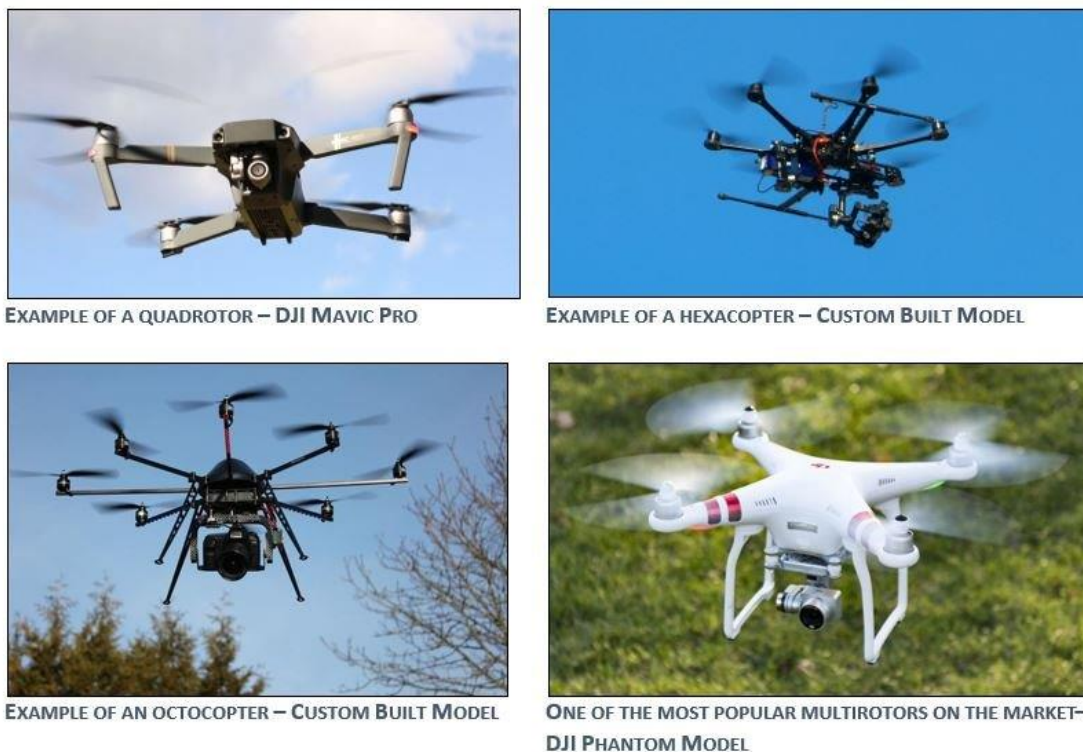 EXAMPLE OF A QUADROTOR – DJI MAVIC PRO
EXAMPLE OF A HEXACOPTER – CUSTOM BUILT MODEL
EXAMPLE OF AN OCTOCOPTER – CUSTOM BUILT MODEL
ONE OF THE MOST POPULAR MULTIROTORS ON THE MARKET–
DJI PHANTOM MODEL